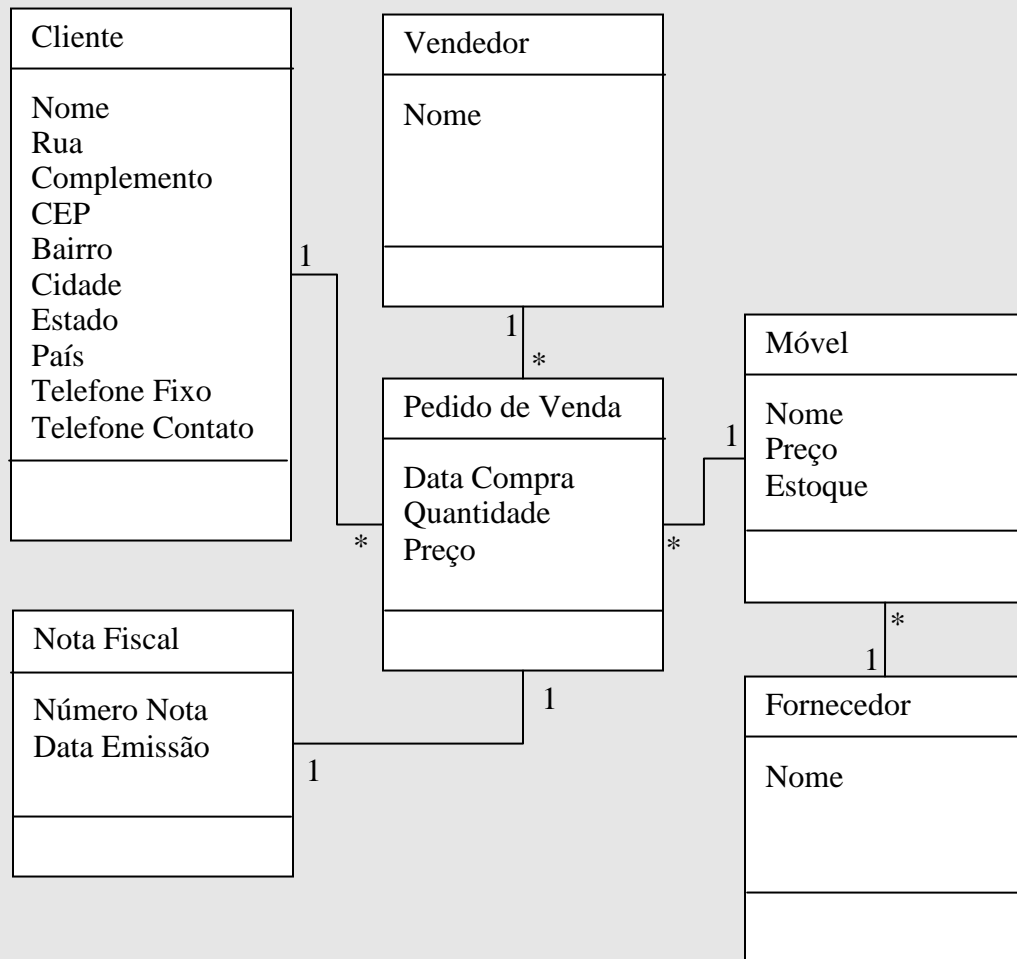 Cliente
Nome
Rua
Complemento
CEP
Bairro
Cidade
Estado
País
Telefone Fixo
Telefone Contato
1
*
Vendedor
Nome
1
*
Pedido de Venda
Data Compra
Quantidade
Preço
1
*
Móvel
Nome
Preço
Estoque
*
1
Nota Fiscal
Número Nota
Data Emissão
1
1
Fornecedor
Nome